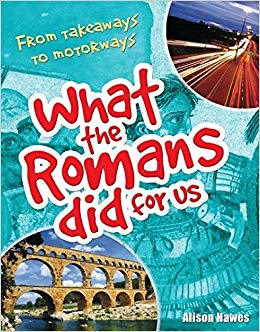 From takeaways
to motorways
What
the
Romans
did for us
Alison Hawes